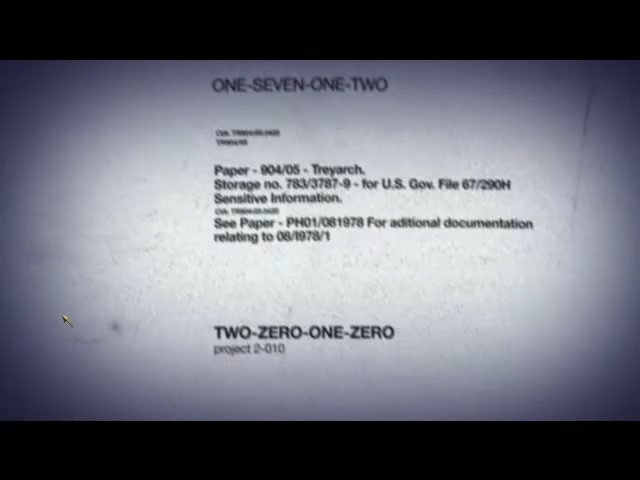 ONE-SEVEN-ONE-TWO
Paper - 904/05 - Treyarch.
Storage no. 783/3787-9 - for U.S. Gov. File 67/290H
Sensitive Information.
See Paper - PH01/081978 For aditional documentation
relating to 08/I978/1
TWO-ZERO-ONE-ZERO
project 2-010